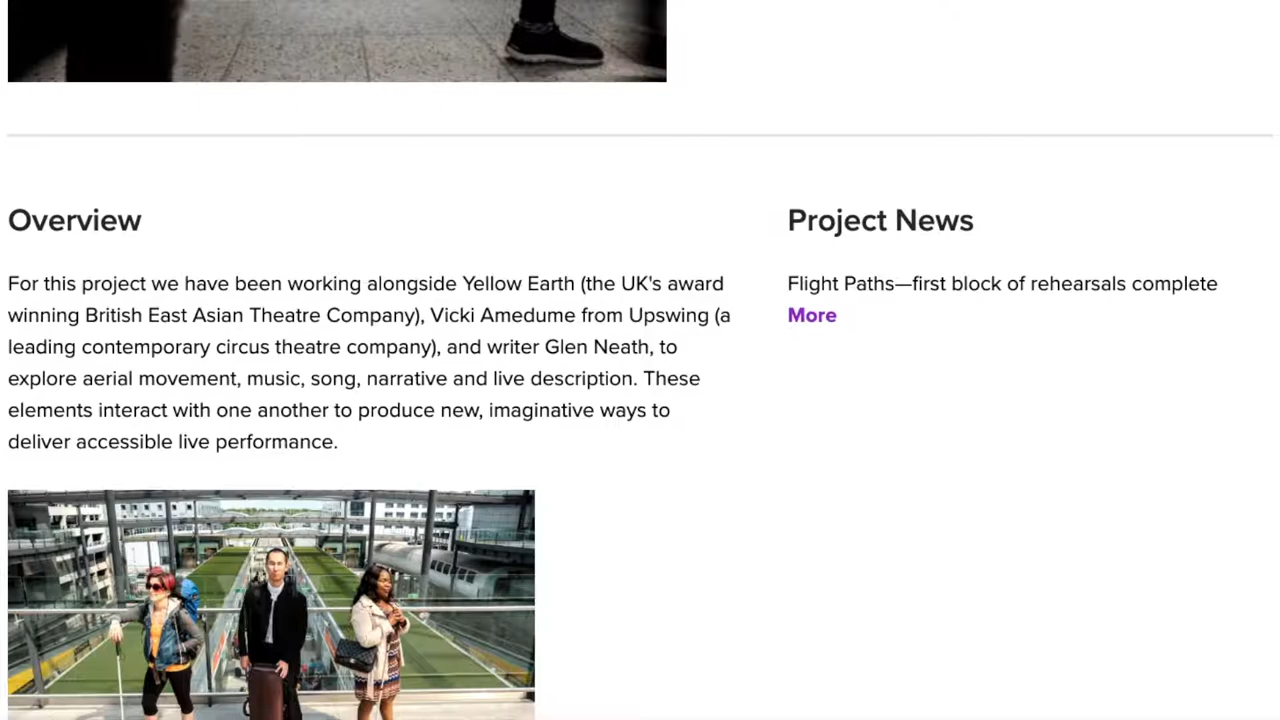 Overview
For this project we have been working alongside Yellow Earth (the UK's award
winning British East Asian Theatre Company), Vicki Amedume from Upswing (a
leading contemporary circus theatre company), and writer Glen Neath, to
explore aerial movement, music, song, narrative and live description. These
elements interact with one another to produce new, imaginative ways to
deliver accessible live performance.
Project News
Flight Paths—first block of rehearsals complete
More